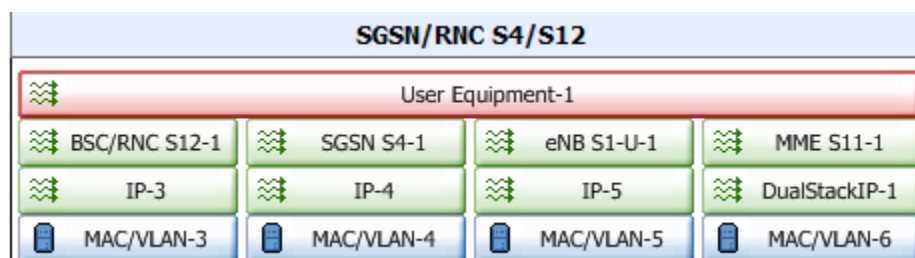 SGSN/RNC S4/S12
User Equipment-1
BSC/RNC S12-1 SGSN S4-1 eNB S1-U-1 MME S11-1
IP-3 IP-4 IP-5 DualStackIP-1
MAC/VLAN-3 MAC/VLAN-4 MAC/VLAN-5 MAC/VLAN-6